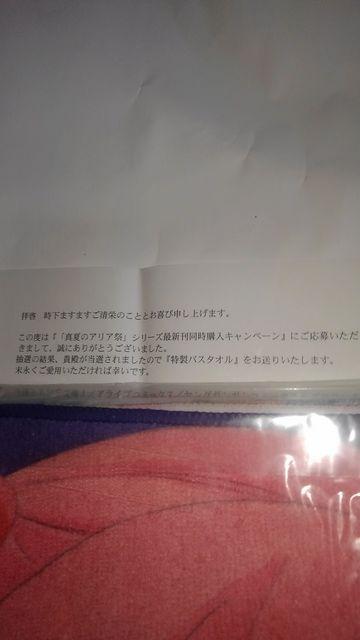 拝啓　時下ますますご清栄のこととお喜び申し上げます。
この度は『「真夏のアリア祭」シリーズ最新刊同時購入キャンペーン』にご応募いただ
きまして、誠にありがとうございました。
抽選の結果、貴殿が当選されましたので『特製バスタオル』をお送りいたします。
末永くご愛用いただければ幸いです。